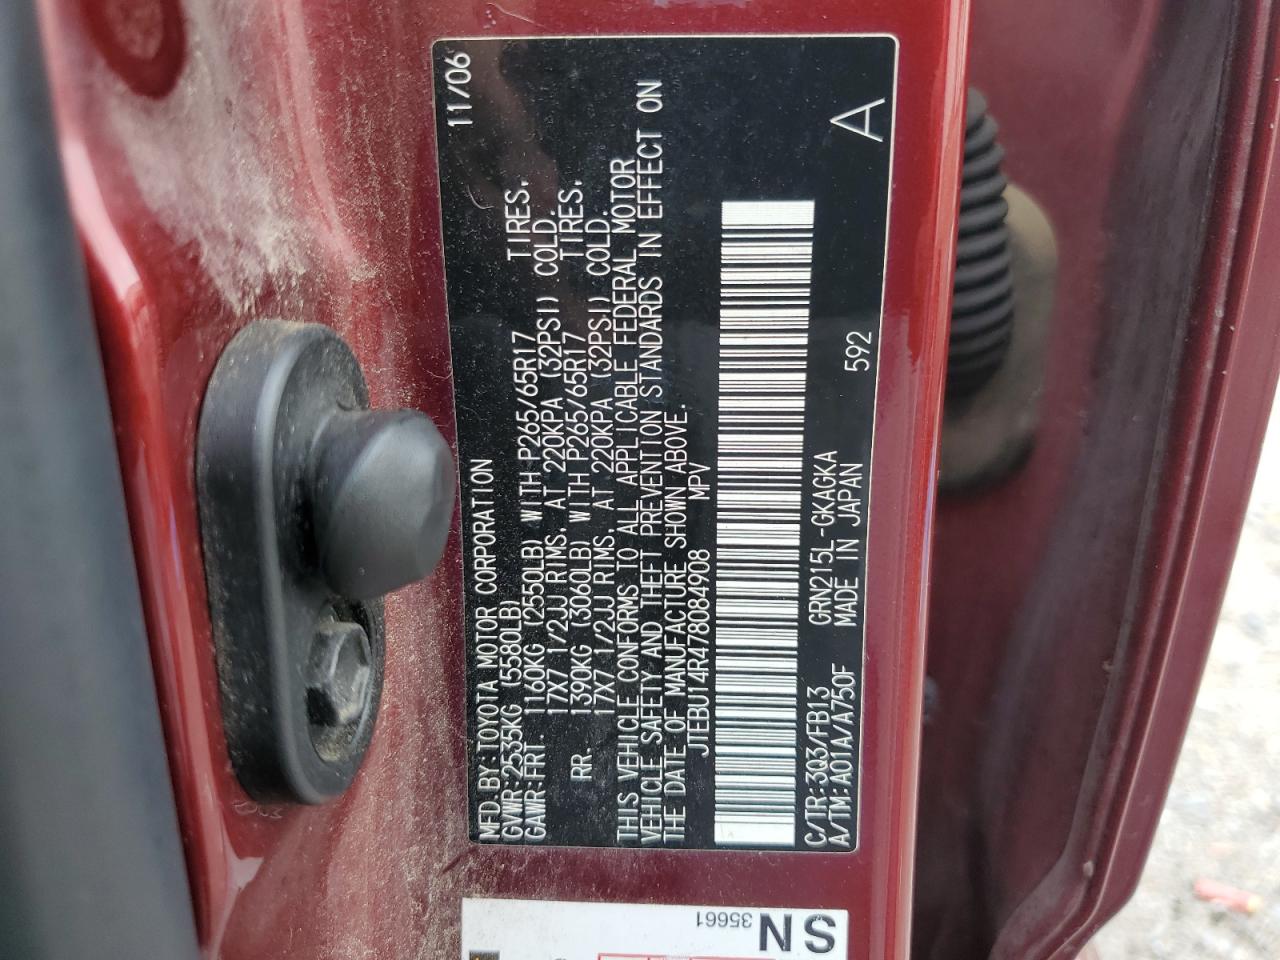 11/06
MFD.BY:TOYOTA MOTOR CORPORATION
GVWR:2535KG (5580LB)
GAWR:FRT. 1160KG (2550LB) WITH P265/65R17 TIRES.
17X7 1/2JJ RIMS. AT 220KPA (32PSI) COLD.
RR. 1390KG (3060LB) WITH P265/65R17 TIRES.
17X7 1/2JJ RIMS. AT 220KPA (32PSI) COLD.
THIS VEHICLE CONFORMS TO ALL APPLICABLE FEDERAL MOTOR
VEHICLE SAFETY AND THEFT PREVENTION STANDARDS IN EFFECT ON
THE DATE OF MANUFACTURE SHOWN ABOVE.
JTEBU14R478084908 MPV
C/TR:3Q3/FB13 GRN215L-GKAGKA
A/TM:A01A/A750F MADE IN JAPAN 592
A
SN
35661